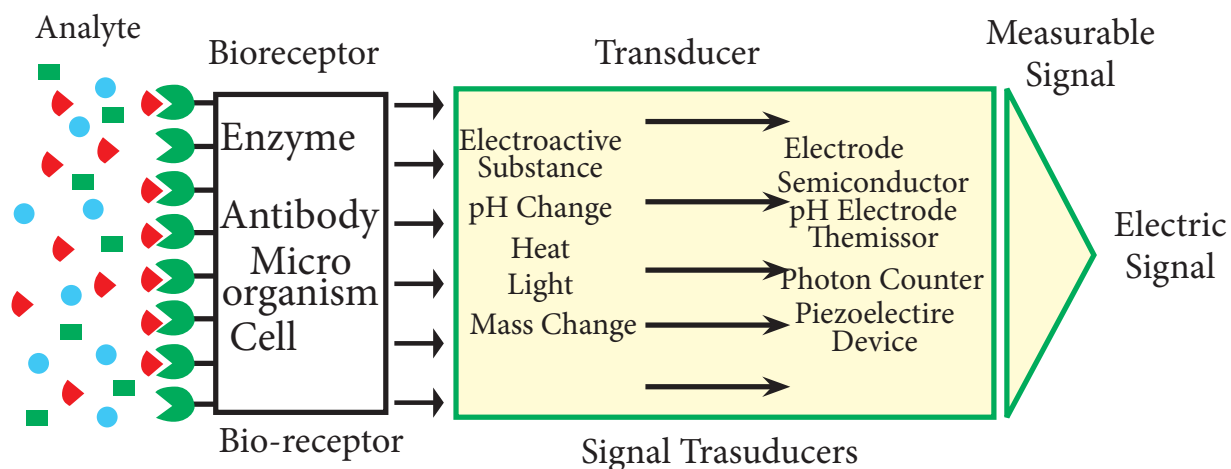 Analyte
Bioreceptor
Transducer
Measurable
Signal
Enzyme
Antibody
Micro
organism
Cell
Electroactive
Substance
pH Change
Heat
Light
Mass Change
Electrode
Semiconductor
pH Electrode
Themissor
Photon Counter
Piezoelectire
Device
Electric
Signal
Bio-receptor
Signal Trasuducers